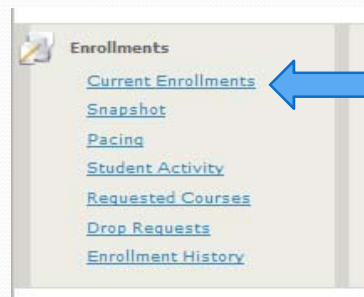 Enrollments
Current Enrollments
Snapshot
Pacing
Student Activity
Requested Courses
Drop Requests
Enrollment History